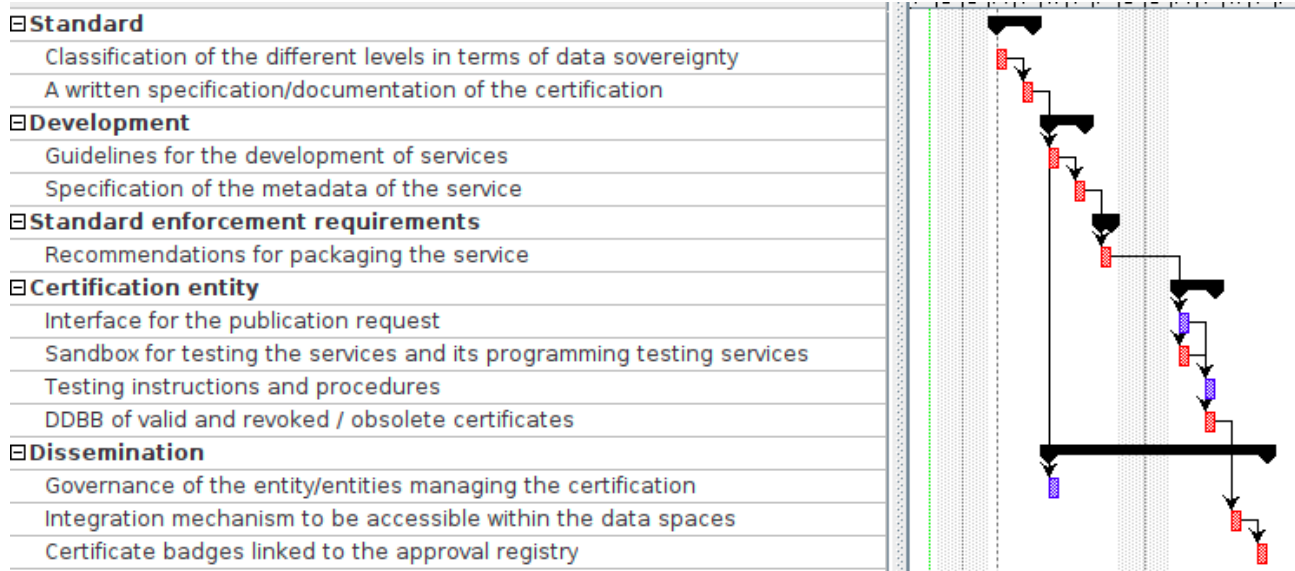 Standard
Classification of the different levels in terms of data sovereignty
A written specification/documentation of the certification
Development
Guidelines for the development of services
Specification of the metadata of the service
Standard enforcement requirements
Recommendations for packaging the service
Certification entity
Interface for the publication request
Sandbox for testing the services and its programming testing services
Testing instructions and procedures
DDBB of valid and revoked / obsolete certificates
Dissemination
Governance of the entity/entities managing the certification
Integration mechanism to be accessible within the data spaces
Certificate badges linked to the approval registry